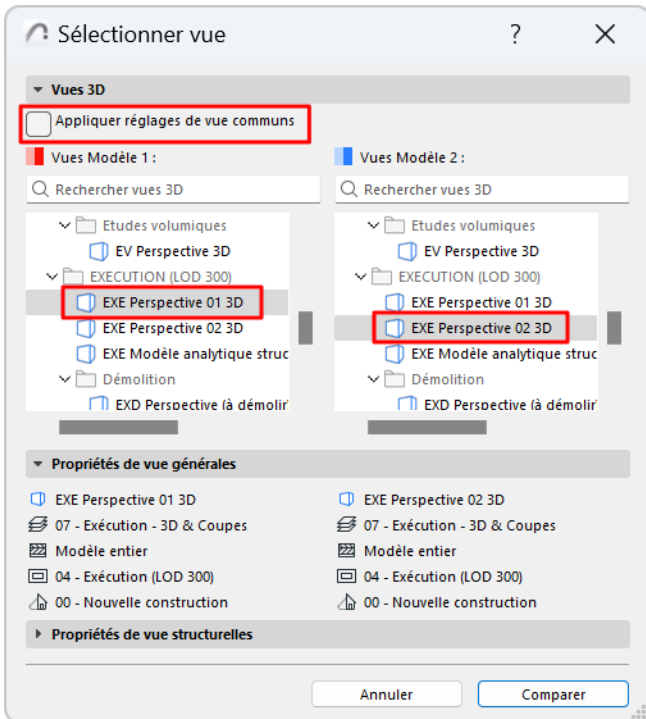 Sélectionner vue ?
Vues 3D
Appliquer réglages de vue communs
Vues Modèle 1 :
Rechercher vues 3D
Etudes volumiques
EV Perspective 3D
EXECUTION (LOD 300)
EXE Perspective 01 3D
EXE Perspective 02 3D
EXE Modèle analytique struc
Démolition
EXD Perspective (à démolir
Vues Modèle 2 :
Rechercher vues 3D
Etudes volumiques
EV Perspective 3D
EXECUTION (LOD 300)
EXE Perspective 01 3D
EXE Perspective 02 3D
EXE Modèle analytique struc
Démolition
EXD Perspective (à démolir
Propriétés de vue générales
EXE Perspective 01 3D
07 - Exécution - 3D & Coupes
Modèle entier
04 - Exécution (LOD 300)
00 - Nouvelle construction
EXE Perspective 02 3D
07 - Exécution - 3D & Coupes
Modèle entier
04 - Exécution (LOD 300)
00 - Nouvelle construction
Propriétés de vue structurelles
Annuler
Comparer